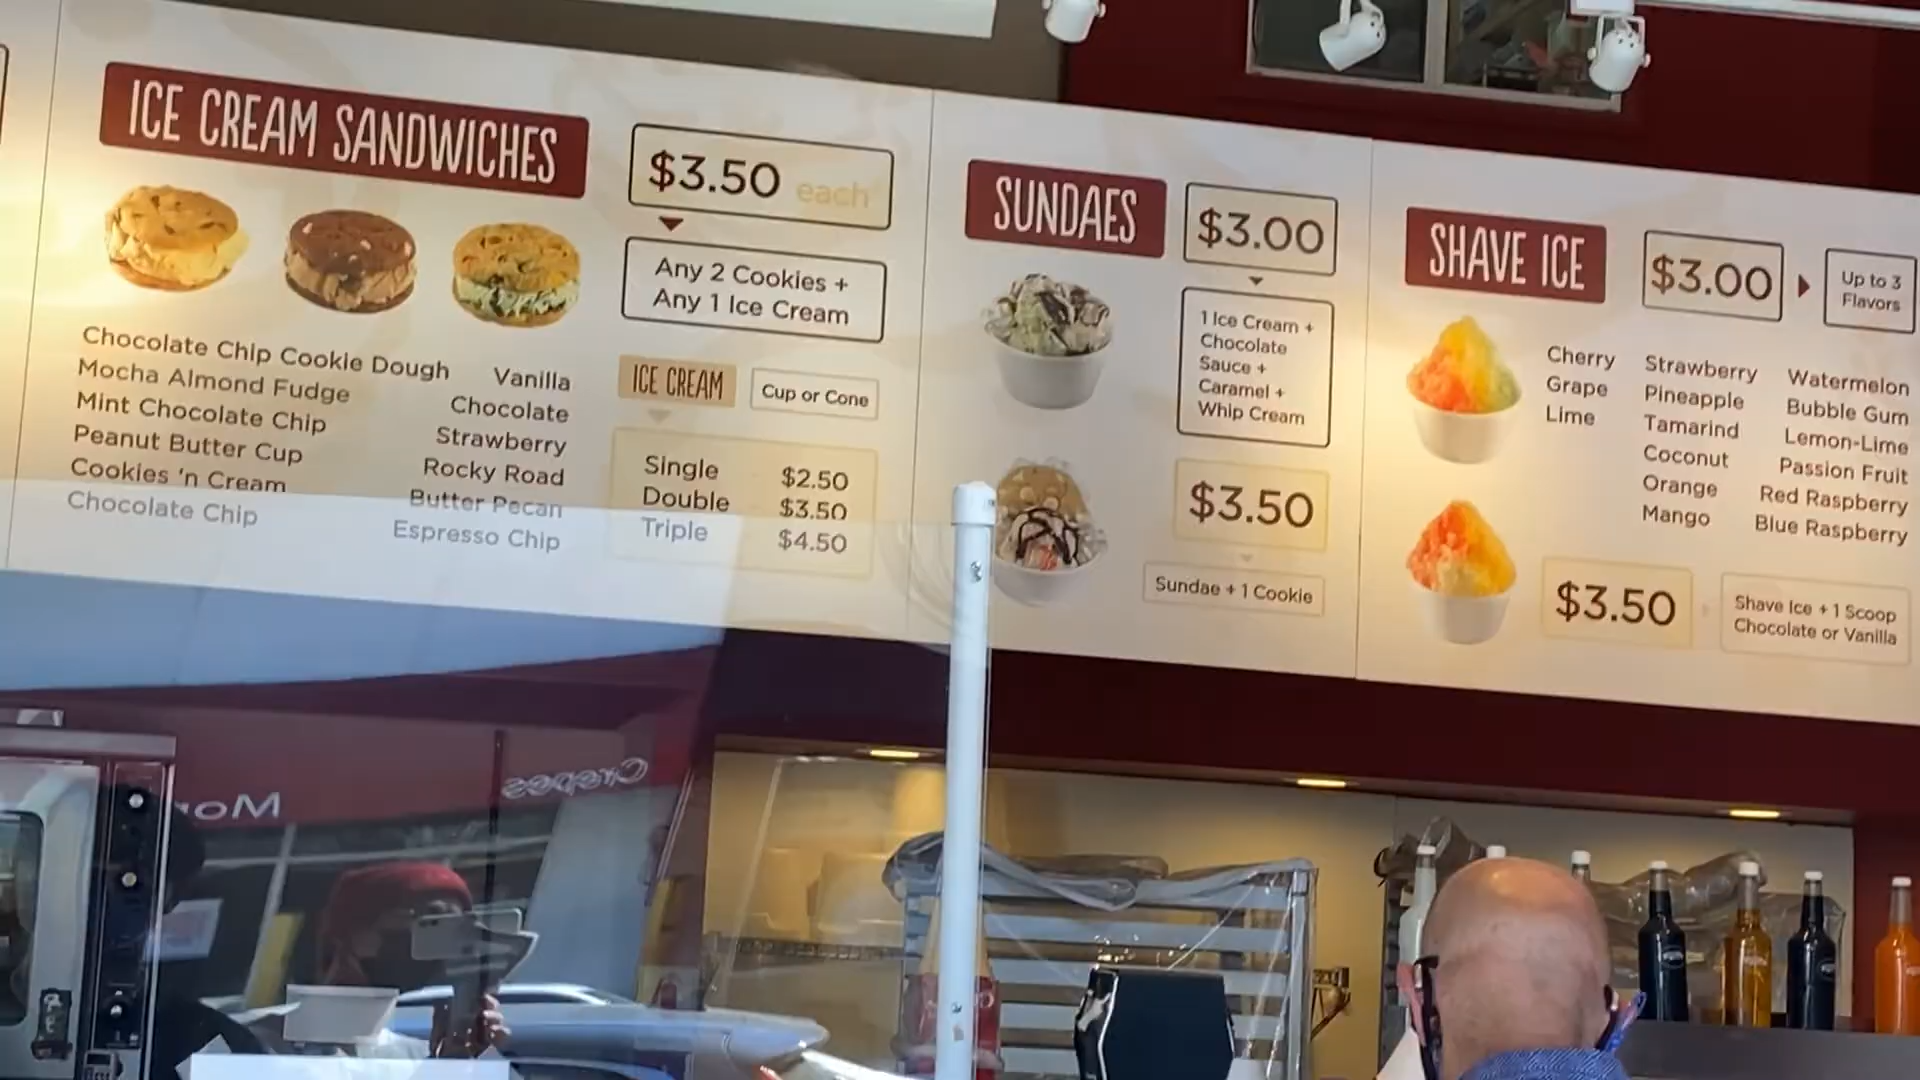 ICE CREAM SANDWICHES
$3.50 each
Any 2 Cookies +
Any 1 Ice Cream
Chocolate Chip Cookie Dough
Mocha Almond Fudge
Mint Chocolate Chip
Peanut Butter Cup
Cookies 'n Cream
Chocolate Chip
Vanilla
Chocolate
Strawberry
Rocky Road
Butter Pecan
Espresso Chip
ICE CREAM
Cup or Cone
Single $2.50
Double $3.50
Triple $4.50
SUNDAES
$3.00
1 Ice Cream +
Chocolate
Sauce +
Caramel +
Whip Cream
$3.50
Sundae + 1 Cookie
SHAVE ICE
$3.00
Up to 3
Flavors
Cherry
Grape
Lime
Strawberry
Pineapple
Tamarind
Coconut
Orange
Mango
Watermelon
Bubble Gum
Lemon-Lime
Passion Fruit
Red Raspberry
Blue Raspberry
$3.50
Shave Ice + 1 Scoop
Chocolate or Vanilla
Crepes